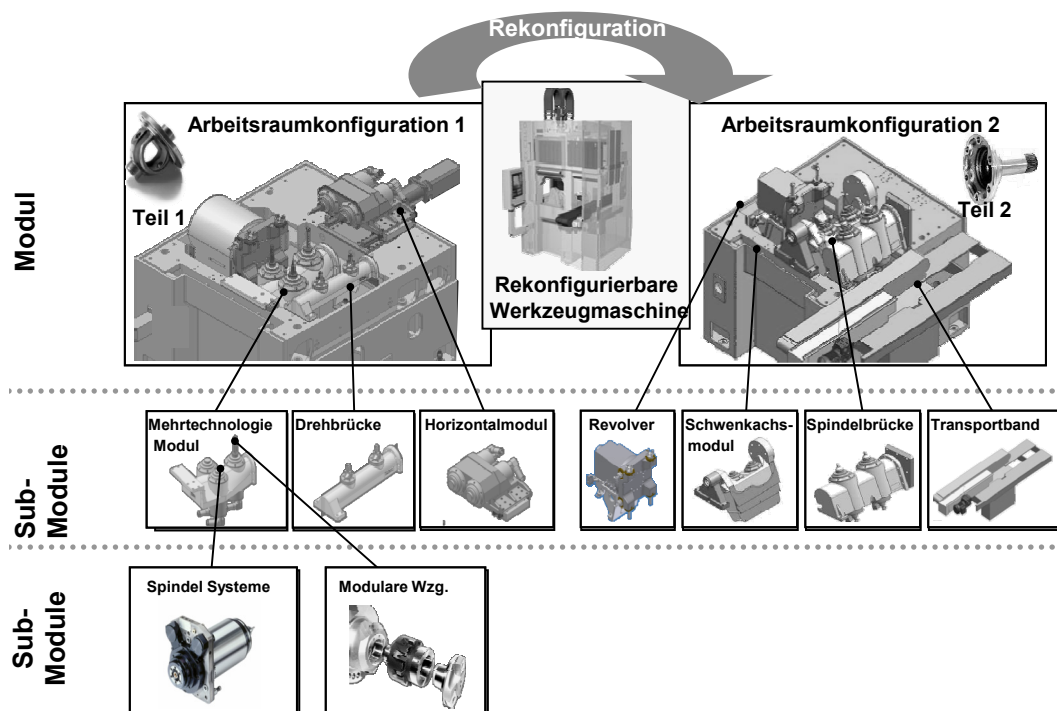 Rekonfiguration
Arbeitsraumkonfiguration 1
Teil 1
Rekonfigurierbare
Werkzeugmaschine
Arbeitsraumkonfiguration 2
Teil 2
Modul
Mehrtechnologie
Modul
Drehbrücke
Horizontalmodul
Revolver
Schwenkachs-
modul
Spindelbrücke
Transportband
Sub-
Module
Spindel Systeme
Modulare Wzg.
Sub-
Module